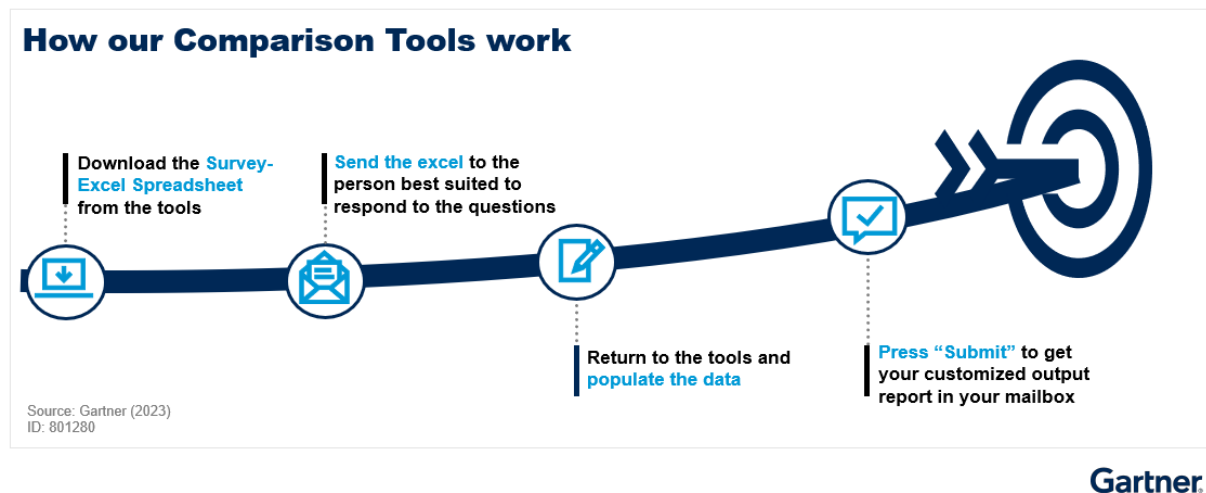 How our Comparison Tools work
Download the Survey-
Excel Spreadsheet
from the tools
Send the excel to the
person best suited to
respond to the questions
Return to the tools and
populate the data
Press “Submit” to get
your customized output
report in your mailbox
Source: Gartner (2023)
ID: 801280
Gartner